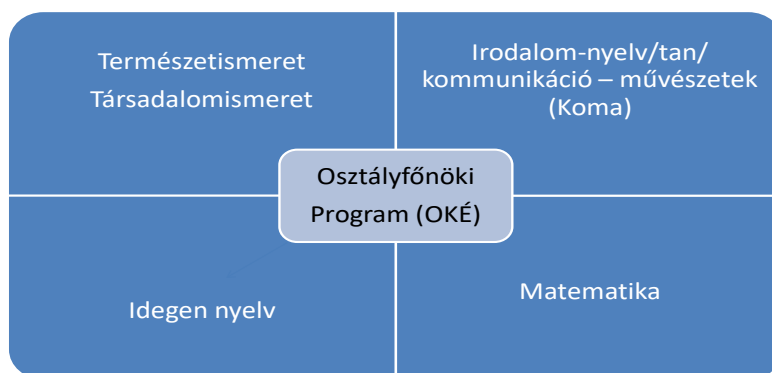 Természetismeret
Társadalomismeret
Irodalom-nyelv/tan/
kommunikáció – művészetek
(Koma)
Osztályfőnöki
Program (OKÉ)
Idegen nyelv
Matematika